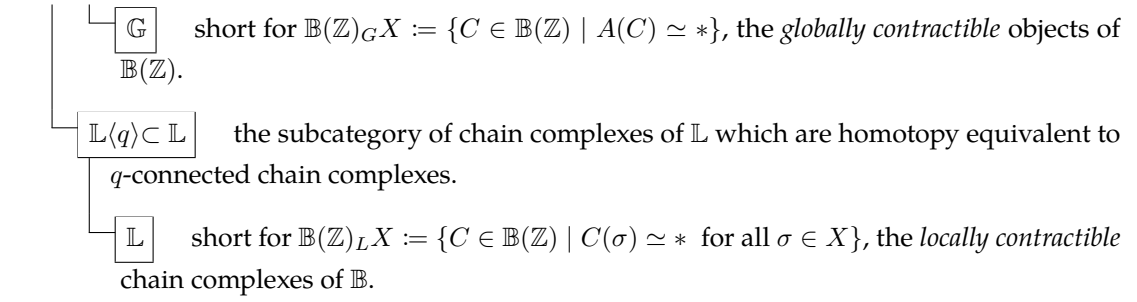 𝔾 short for 𝔹(ℤ)_G X ≔ {C ∈ 𝔹(ℤ) | A(C) ≃ ∗}, the globally contractible objects of
𝔹(ℤ).
𝕃⟨q⟩⊂ 𝕃 the subcategory of chain complexes of 𝕃 which are homotopy equivalent to
q-connected chain complexes.
𝕃 short for 𝔹(ℤ)_L X ≔ {C ∈ 𝔹(ℤ) | C(σ) ≃ ∗ for all σ ∈ X}, the locally contractible
chain complexes of 𝔹.